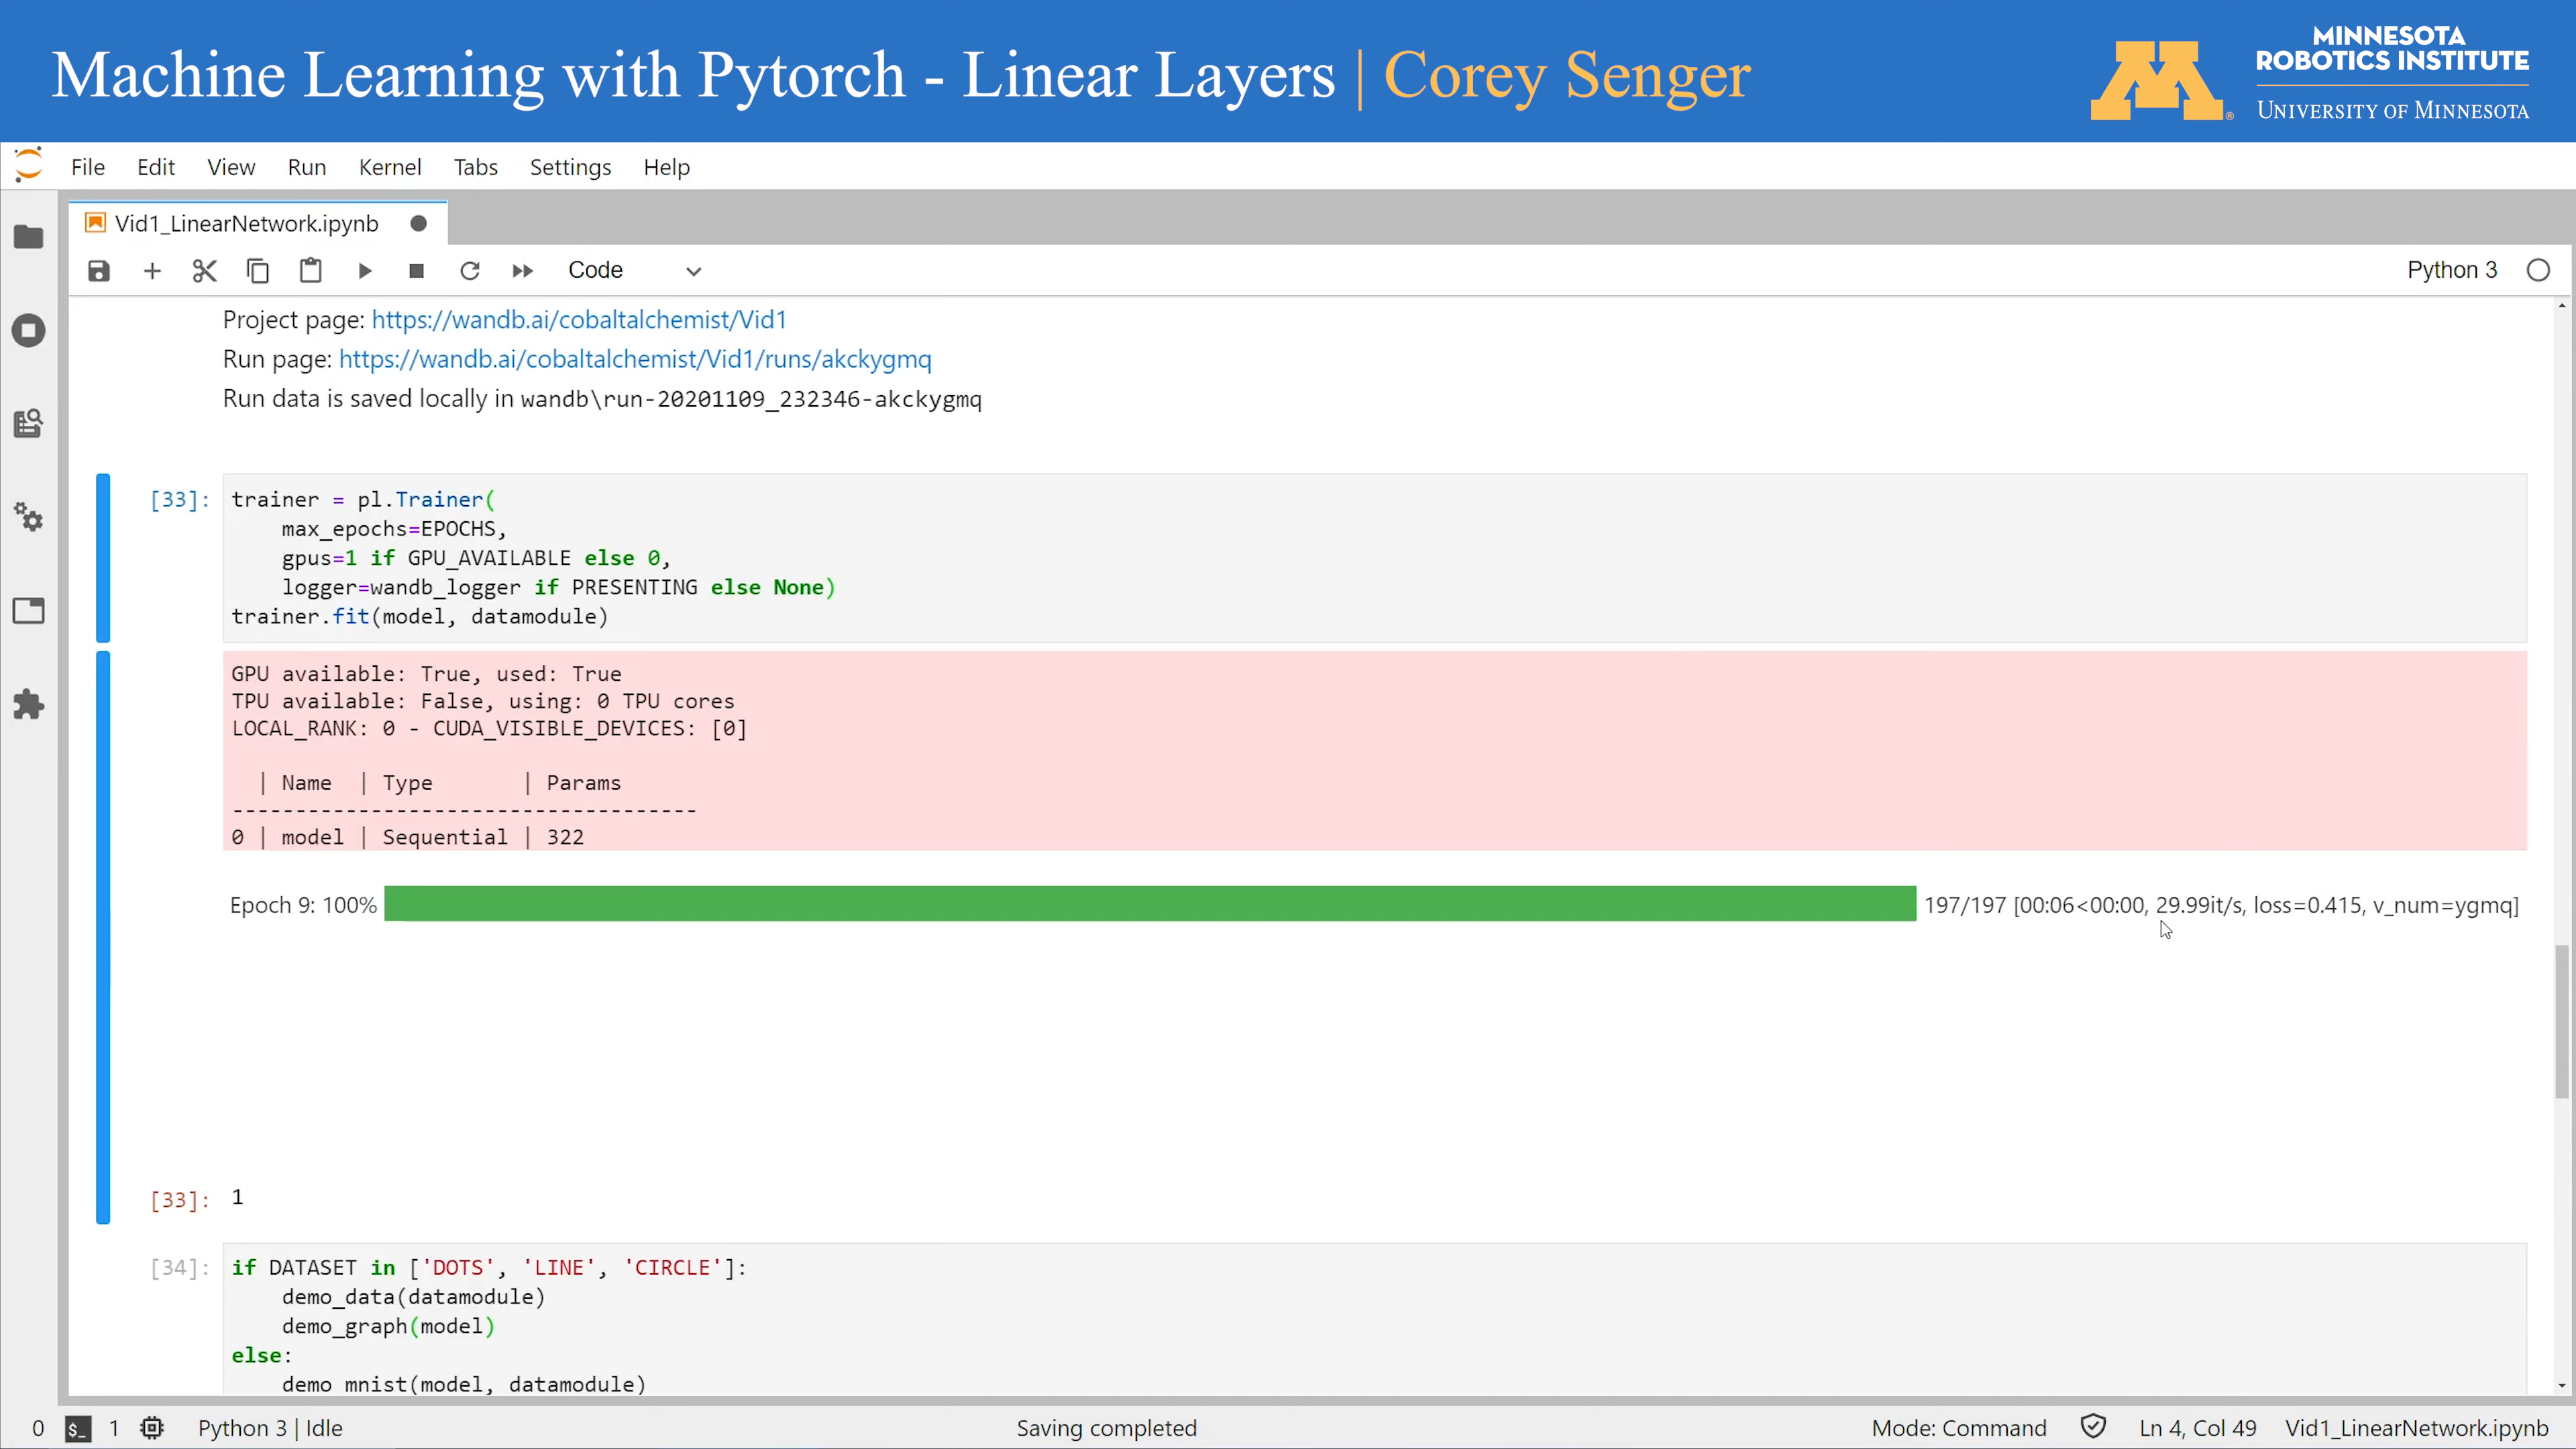 Machine Learning with Pytorch - Linear Layers | Corey Senger
MINNESOTA
ROBOTICS INSTITUTE
UNIVERSITY OF MINNESOTA
File Edit View Run Kernel Tabs Settings Help
Vid1_LinearNetwork.ipynb
Code
Python 3
Project page: https://wandb.ai/cobaltalchemist/Vid1
Run page: https://wandb.ai/cobaltalchemist/Vid1/runs/akckygmq
Run data is saved locally in wandb\run-20201109_232346-akckygmq
[33]: trainer = pl.Trainer(
    max_epochs=EPOCHS,
    gpus=1 if GPU_AVAILABLE else 0,
    logger=wandb_logger if PRESENTING else None)
trainer.fit(model, datamodule)
GPU available: True, used: True
TPU available: False, using: 0 TPU cores
LOCAL_RANK: 0 - CUDA_VISIBLE_DEVICES: [0]
  | Name  | Type       | Params
-------------------------------------
0 | model | Sequential | 322
Epoch 9: 100% 197/197 [00:06<00:00, 29.99it/s, loss=0.415, v_num=ygmq]
[33]: 1
[34]: if DATASET in ['DOTS', 'LINE', 'CIRCLE']:
    demo_data(datamodule)
    demo_graph(model)
else:
    demo_mnist(model, datamodule)
0 $_ 1 Python 3 | Idle Saving completed Mode: Command Ln 4, Col 49 Vid1_LinearNetwork.ipynb